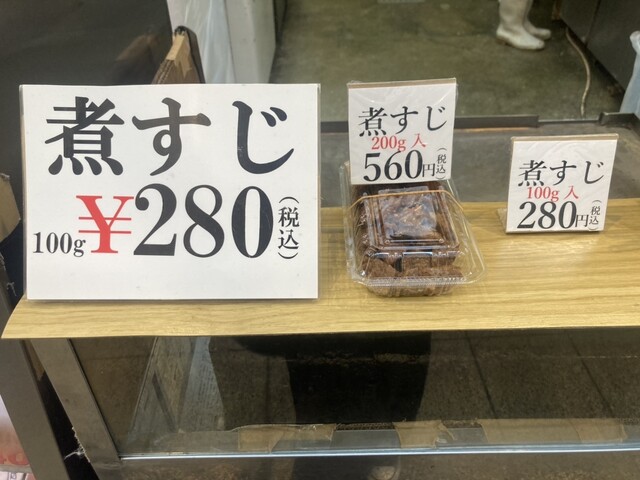 煮すじ
100g ¥280(税込)
煮すじ
200g 入
560円(税込)
煮すじ
100g 入
280円(税込)